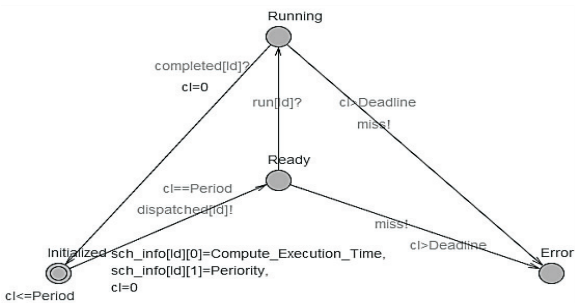 Running
completed[Id]?
cl=0
run[Id]?
cl>Deadline
miss!
Ready
cl==Period
dispatched[Id]!
miss!
cl>Deadline
Initialized
sch_info[Id][0]=Compute_Execution_Time,
sch_info[Id][1]=Periority,
cl=0
Error
cl<=Period